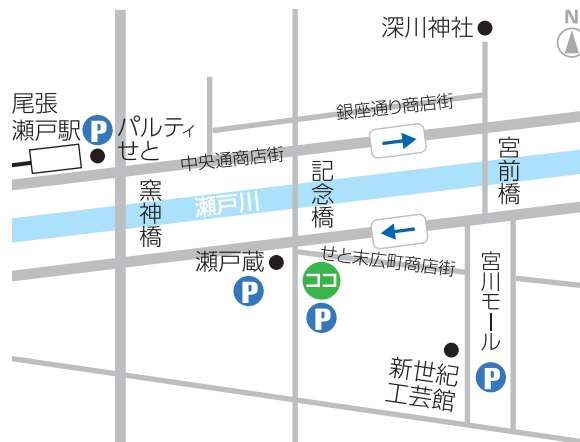 深川神社
N
尾張
瀬戸駅
P
パルティ
せと
銀座通り商店街
中央通商店街
宮前橋
記念橋
窯神橋
瀬戸川
瀬戸蔵
P
せと末広町商店街
ココ
P
宮川モール
P
新世紀
工芸館